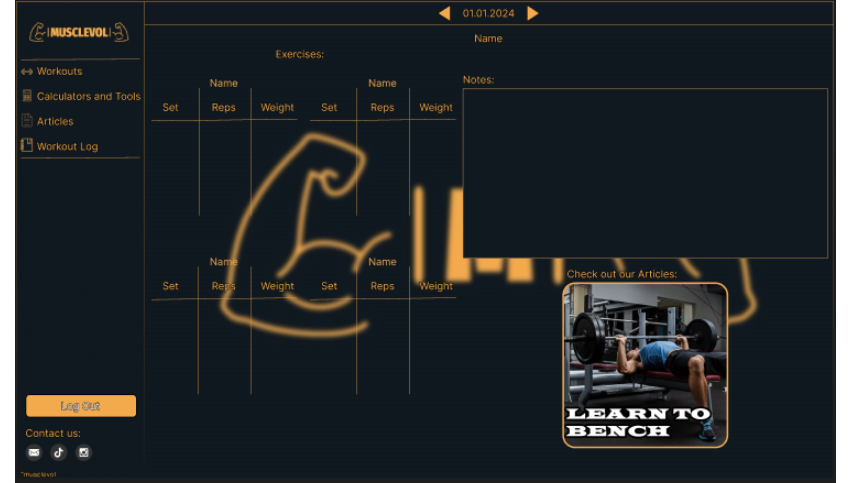 MUSCLEVOL
01.01.2024
Name
Exercises:
Workouts
Calculators and Tools
Articles
Workout Log
Name
Name
Notes:
Set Reps Weight Set Reps Weight
Name
Name
Set Reps Weight Set Reps Weight
Check out our Articles:
LEARN TO
BENCH
Log Out
Contact us:
*musclevol